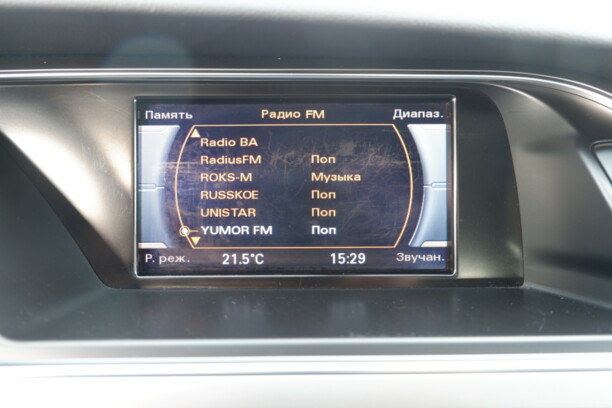 Память Радио FM Диапаз.
Radio BA
RadiusFM Поп
ROKS-M Музыка
RUSSKOE Поп
UNISTAR Поп
YUMOR FM Поп
Р. реж. 21.5°C 15:29 Звучан.